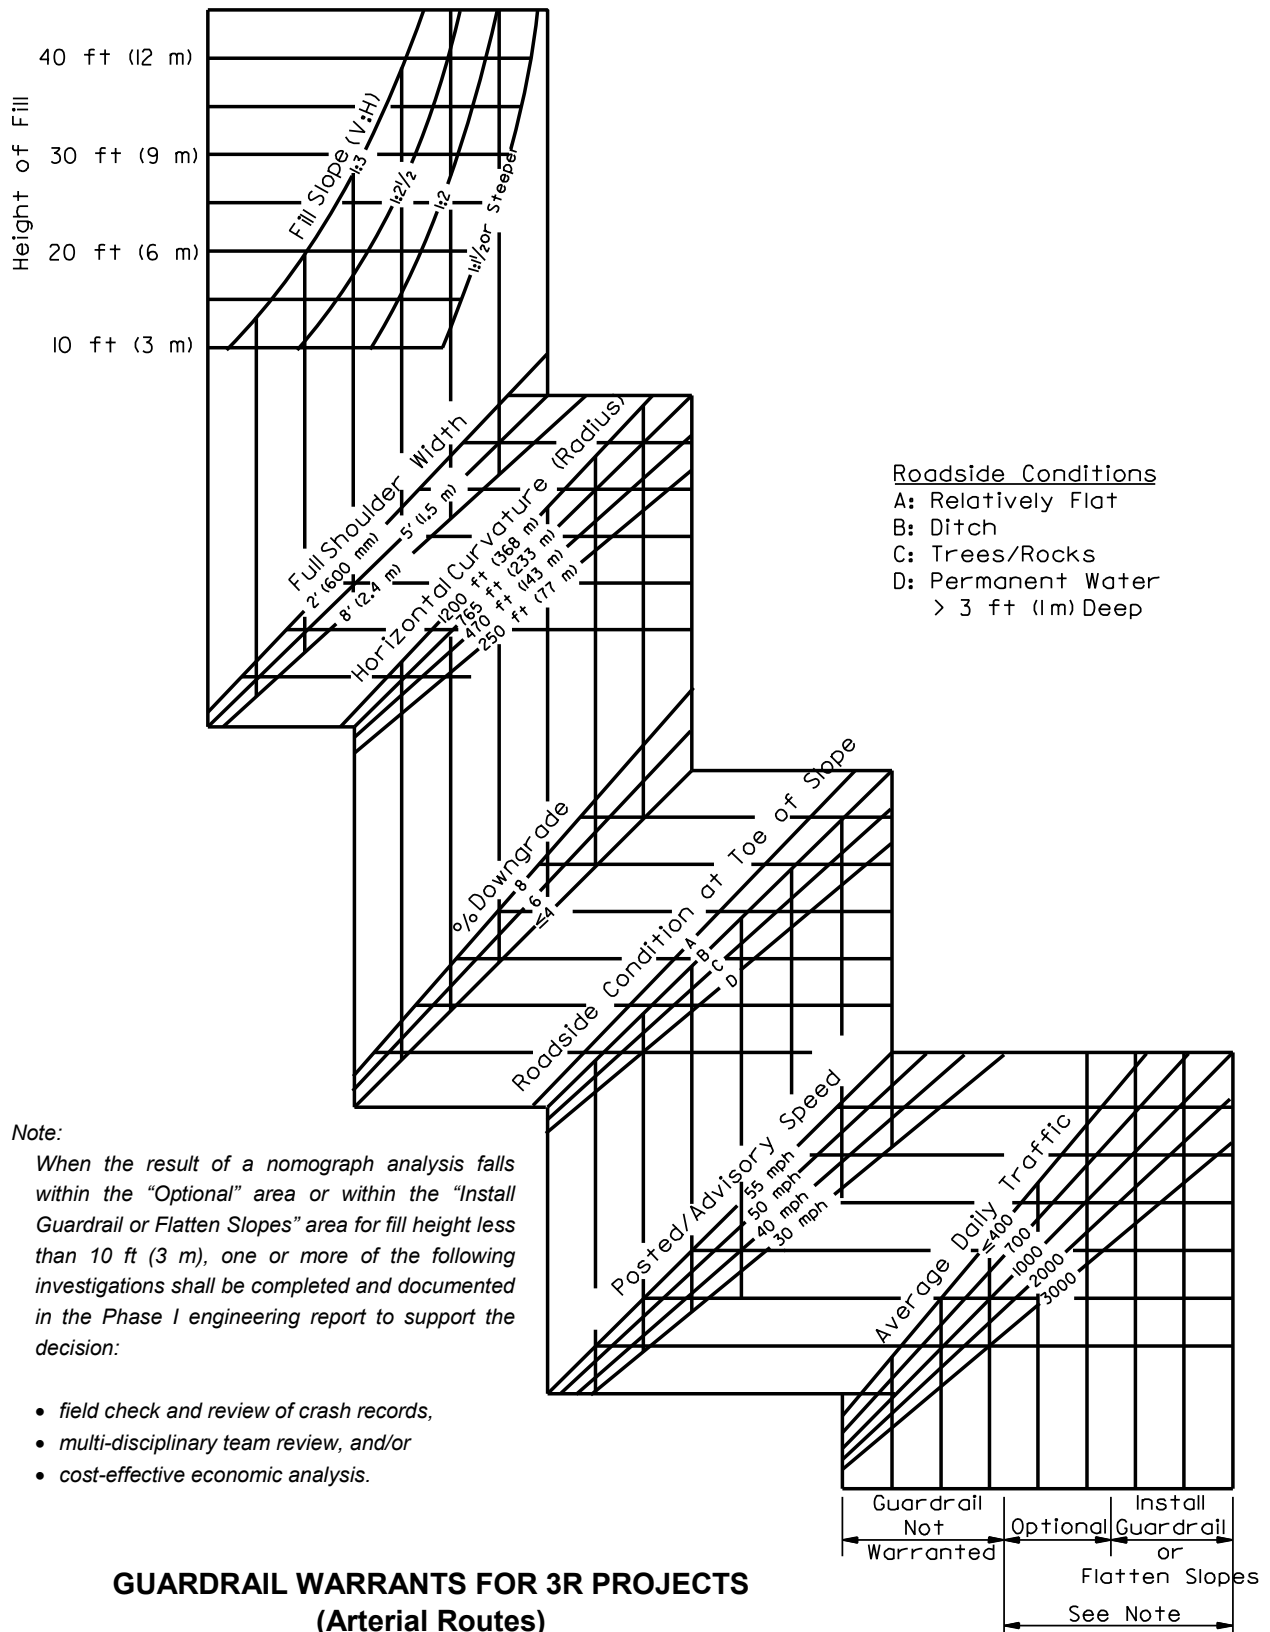 40 ft (12 m)
30 ft (9 m)
20 ft (6 m)
10 ft (3 m)
Height of Fill
Fill Slope (V:H)
1:3
1:2½
1:2
1:1½ or Steeper
Full Shoulder Width
2' (600 mm)
5' (1.5 m)
8' (2.4 m)
Horizontal Curvature (Radius)
1200 ft (368 m)
765 ft (233 m)
470 ft (143 m)
250 ft (77 m)
Roadside Conditions
A: Relatively Flat
B: Ditch
C: Trees/Rocks
D: Permanent Water
> 3 ft (1m) Deep
% Downgrade
8
6
≤4
Roadside Condition at Toe of Slope
A
B
C
D
Posted/Advisory Speed
55 mph
50 mph
40 mph
30 mph
Average Daily Traffic
≤400
700
1000
2000
3000
Note:
When the result of a nomograph analysis falls
within the “Optional” area or within the “Install
Guardrail or Flatten Slopes” area for fill height less
than 10 ft (3 m), one or more of the following
investigations shall be completed and documented
in the Phase I engineering report to support the
decision:
• field check and review of crash records,
• multi-disciplinary team review, and/or
• cost-effective economic analysis.
Guardrail
Not
Warranted
Optional
Install
Guardrail
or
Flatten Slopes
See Note
GUARDRAIL WARRANTS FOR 3R PROJECTS
(Arterial Routes)